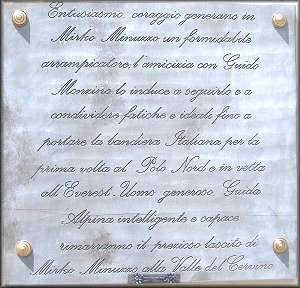 Entusiasmo, coraggio generano in
Mirko Minuzzo un formidabile
arrampicatore, l'amicizia con Guido
Monzino lo induce a seguirlo e a
condividere fatiche e ideali fino a
portare la bandiera Italiana per la
prima volta al Polo Nord e in vetta
all'Everest. Uomo generoso, Guida
Alpina intelligente e capace
rimarranno il prezioso lascito di
Mirko Minuzzo alla Valle del Cervino